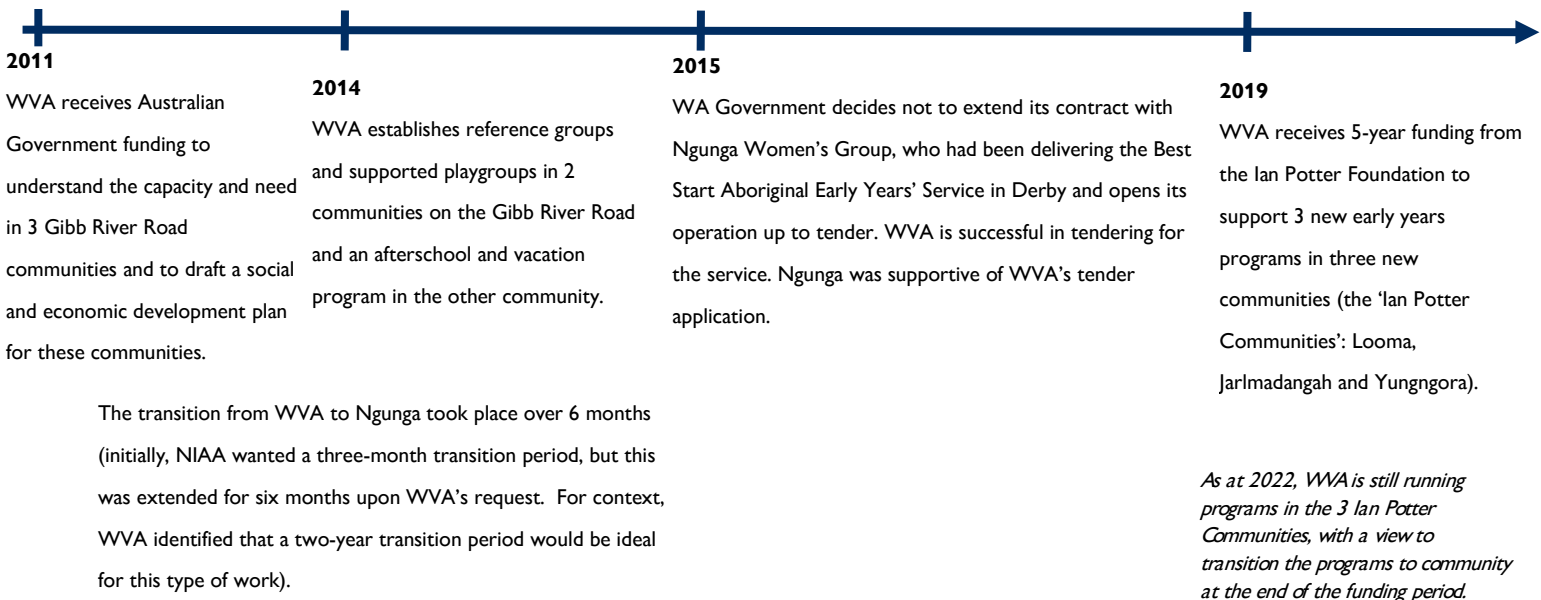 2011
WVA receives Australian
Government funding to
understand the capacity and need
in 3 Gibb River Road
communities and to draft a social
and economic development plan
for these communities.
2014
WVA establishes reference groups
and supported playgroups in 2
communities on the Gibb River Road
and an afterschool and vacation
program in the other community.
2015
WA Government decides not to extend its contract with
Ngunga Women’s Group, who had been delivering the Best
Start Aboriginal Early Years’ Service in Derby and opens its
operation up to tender. WVA is successful in tendering for
the service. Ngunga was supportive of WVA’s tender
application.
2019
WVA receives 5-year funding from
the Ian Potter Foundation to
support 3 new early years
programs in three new
communities (the ‘Ian Potter
Communities’: Looma,
Jarlmadangah and Yungngora).
The transition from WVA to Ngunga took place over 6 months
(initially, NIAA wanted a three-month transition period, but this
was extended for six months upon WVA’s request.  For context,
WVA identified that a two-year transition period would be ideal
for this type of work).
As at 2022, WVA is still running
programs in the 3 Ian Potter
Communities, with a view to
transition the programs to community
at the end of the funding period.